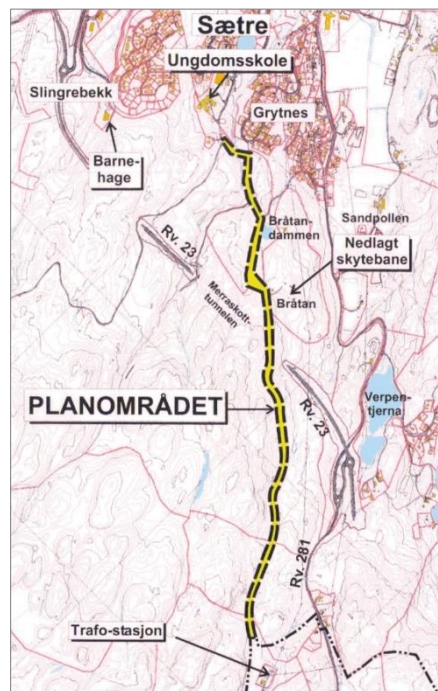 Sætre
Ungdomsskole
Slingrebekk
Grytnes
Barne-
hage
Sandpollen
Bråtan-
dammen
Nedlagt
skytebane
Rv. 23
Merraskott-
tunnelen
Bråtan
PLANOMRÅDET
Rv. 23
Verpen-
tjerna
Rv. 281
Trafo-stasjon